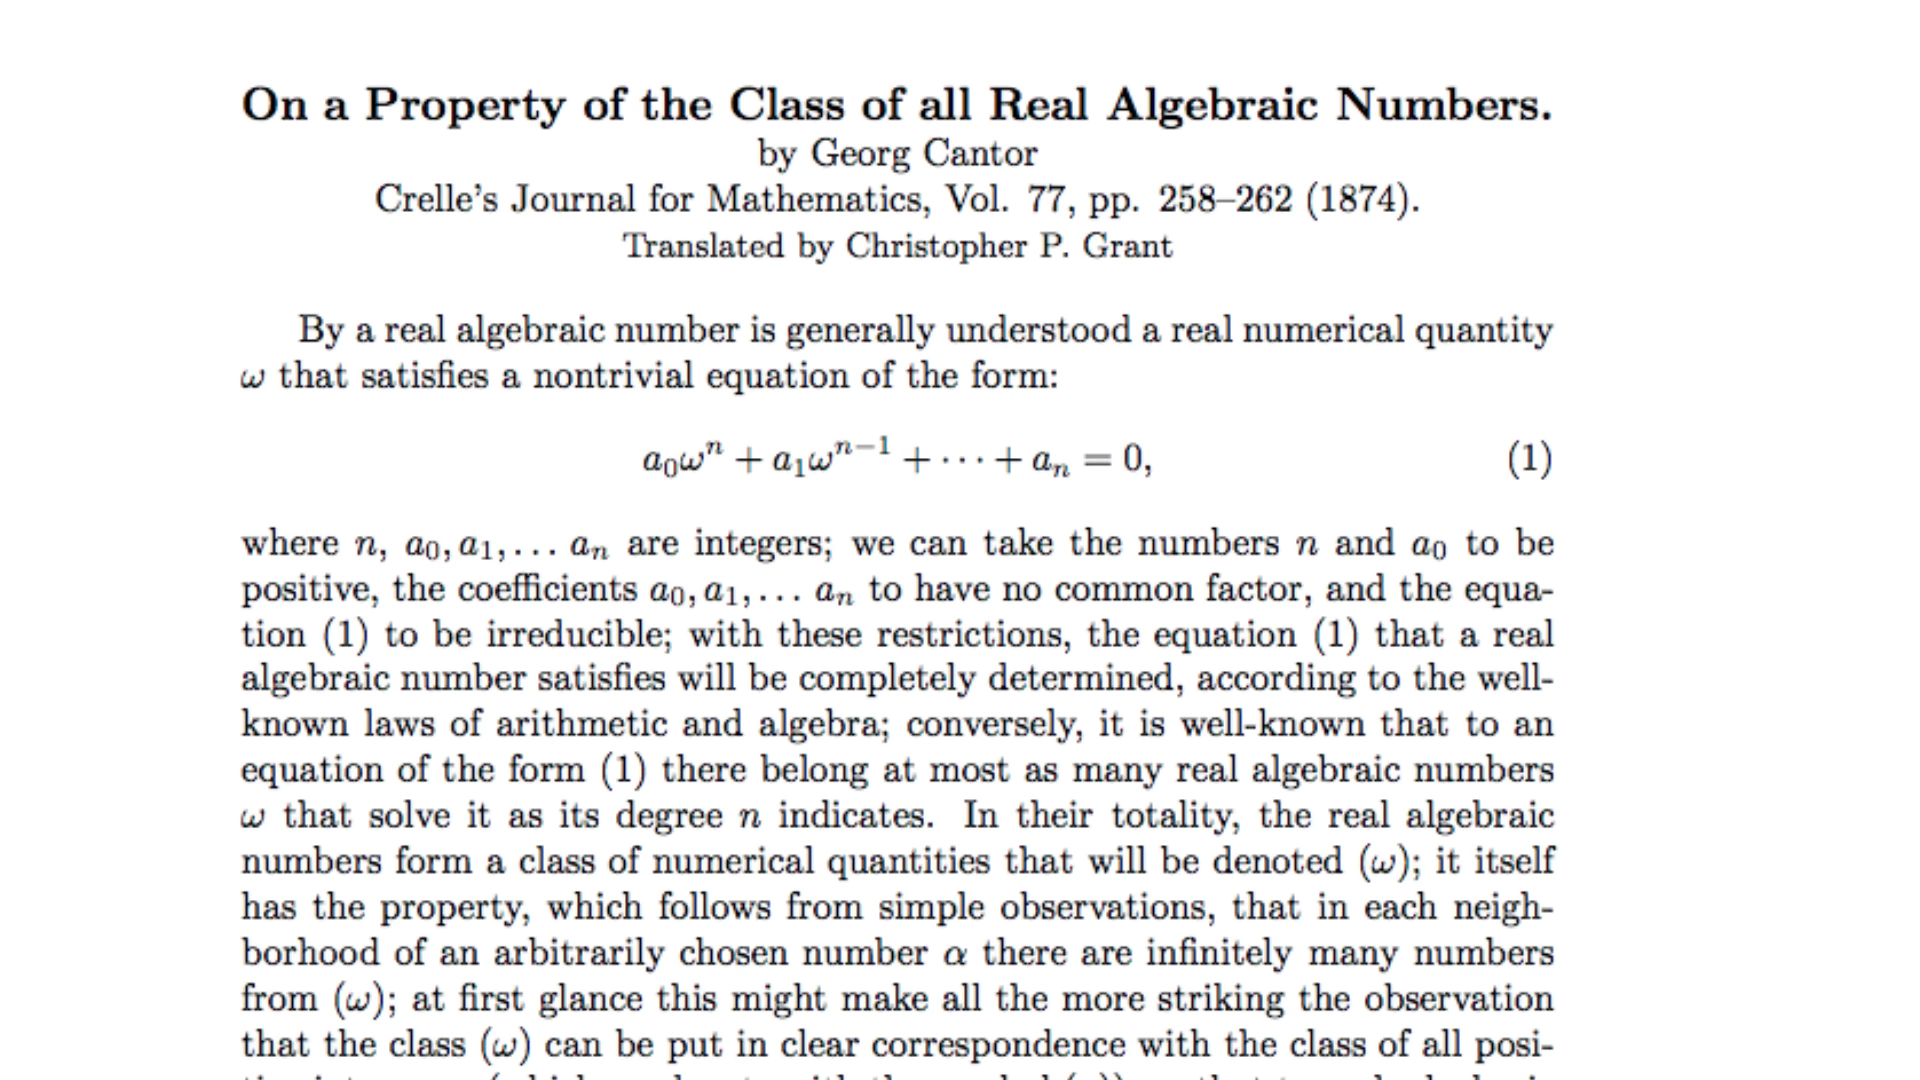 On a Property of the Class of all Real Algebraic Numbers.
by Georg Cantor
Crelle's Journal for Mathematics, Vol. 77, pp. 258–262 (1874).
Translated by Christopher P. Grant
By a real algebraic number is generally understood a real numerical quantity
ω that satisfies a nontrivial equation of the form:
a₀ωⁿ + a₁ωⁿ⁻¹ + ⋯ + aₙ = 0, (1)
where n, a₀, a₁, … aₙ are integers; we can take the numbers n and a₀ to be
positive, the coefficients a₀, a₁, … aₙ to have no common factor, and the equa-
tion (1) to be irreducible; with these restrictions, the equation (1) that a real
algebraic number satisfies will be completely determined, according to the well-
known laws of arithmetic and algebra; conversely, it is well-known that to an
equation of the form (1) there belong at most as many real algebraic numbers
ω that solve it as its degree n indicates. In their totality, the real algebraic
numbers form a class of numerical quantities that will be denoted (ω); it itself
has the property, which follows from simple observations, that in each neigh-
borhood of an arbitrarily chosen number α there are infinitely many numbers
from (ω); at first glance this might make all the more striking the observation
that the class (ω) can be put in clear correspondence with the class of all posi-